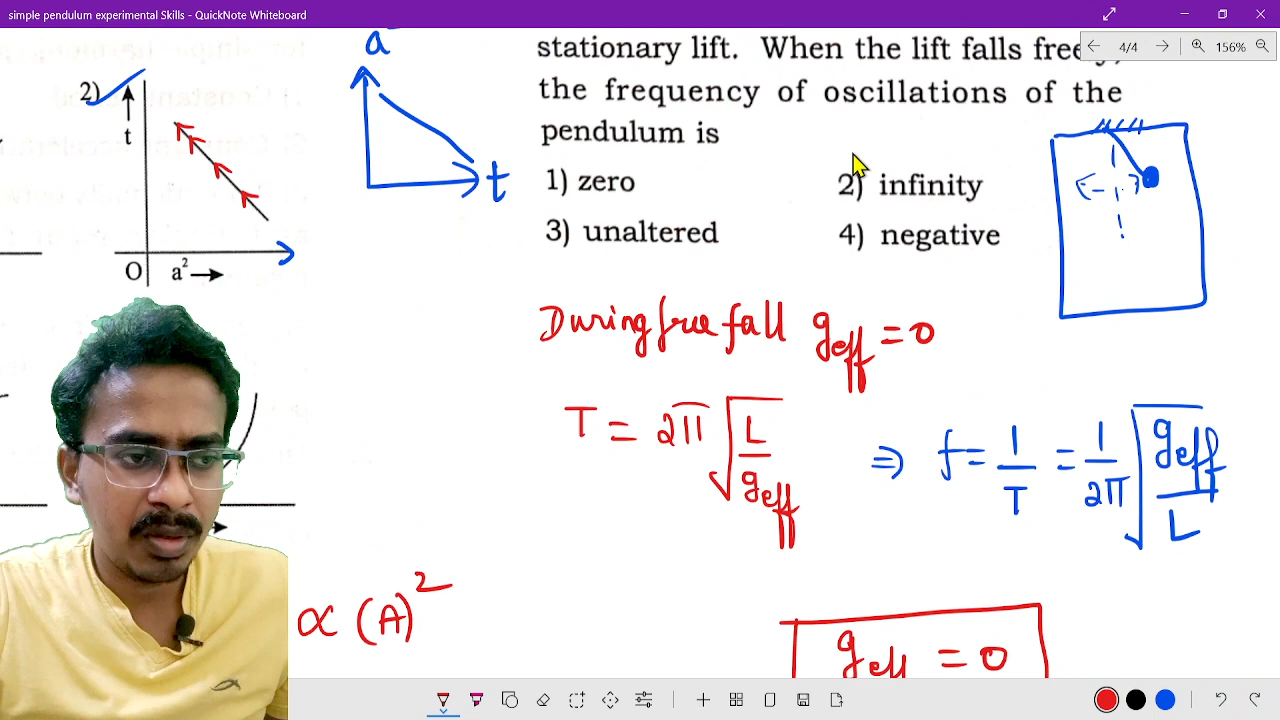 simple pendulum experimental Skills - QuickNote Whiteboard
4/4
150%
2)
t
O
a²
a
t
stationary lift. When the lift falls
the frequency of oscillations of the
pendulum is
1) zero
2) infinity
3) unaltered
4) negative
During free fall g_eff = 0
T = 2π √(L/g_eff)
⇒ f = 1/T = 1/2π √(g_eff/L)
∝ (A)²
g_eff = 0